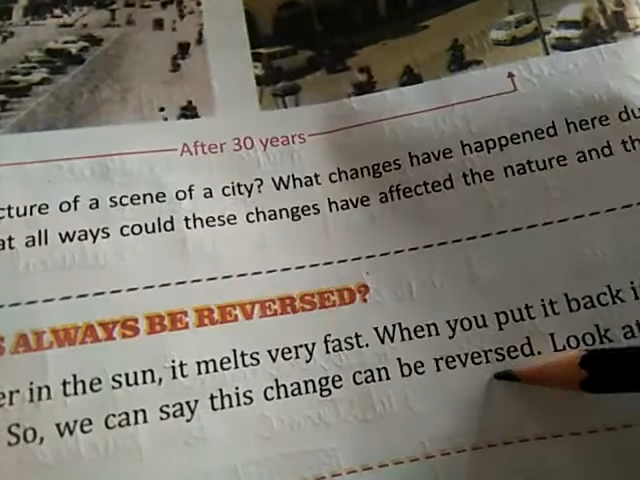 After 30 years
cture of a scene of a city? What changes have happened here du
at all ways could these changes have affected the nature and th
S ALWAYS BE REVERSED?
er in the sun, it melts very fast. When you put it back i
So, we can say this change can be reversed. Look at